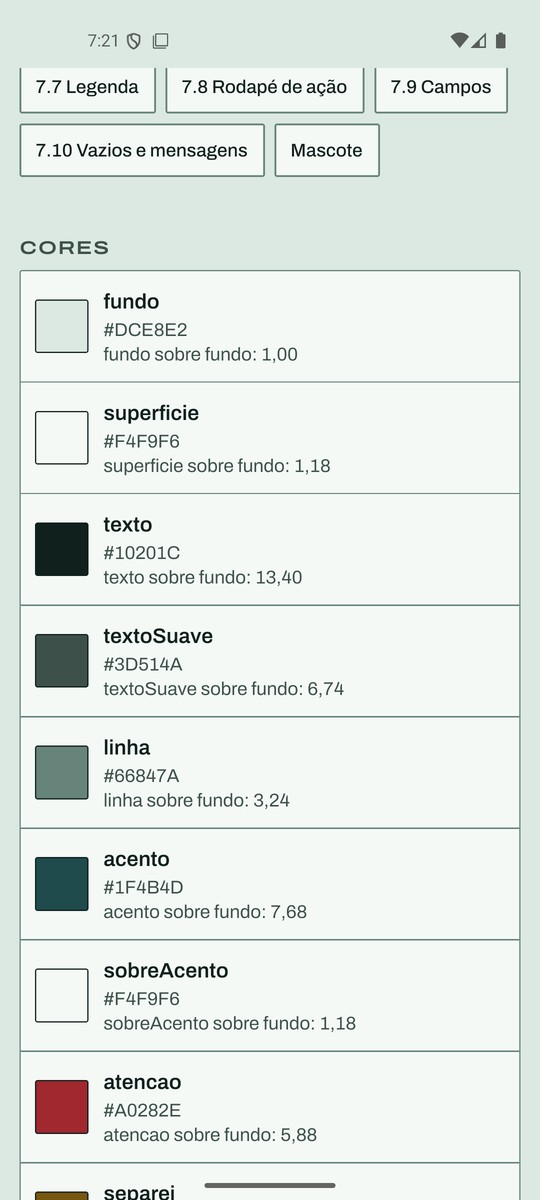 7:21
7.7 Legenda
7.8 Rodapé de ação
7.9 Campos
7.10 Vazios e mensagens
Mascote
CORES
fundo
#DCE8E2
fundo sobre fundo: 1,00
superficie
#F4F9F6
superficie sobre fundo: 1,18
texto
#10201C
texto sobre fundo: 13,40
textoSuave
#3D514A
textoSuave sobre fundo: 6,74
linha
#66847A
linha sobre fundo: 3,24
acento
#1F4B4D
acento sobre fundo: 7,68
sobreAcento
#F4F9F6
sobreAcento sobre fundo: 1,18
atencao
#A0282E
atencao sobre fundo: 5,88
separei